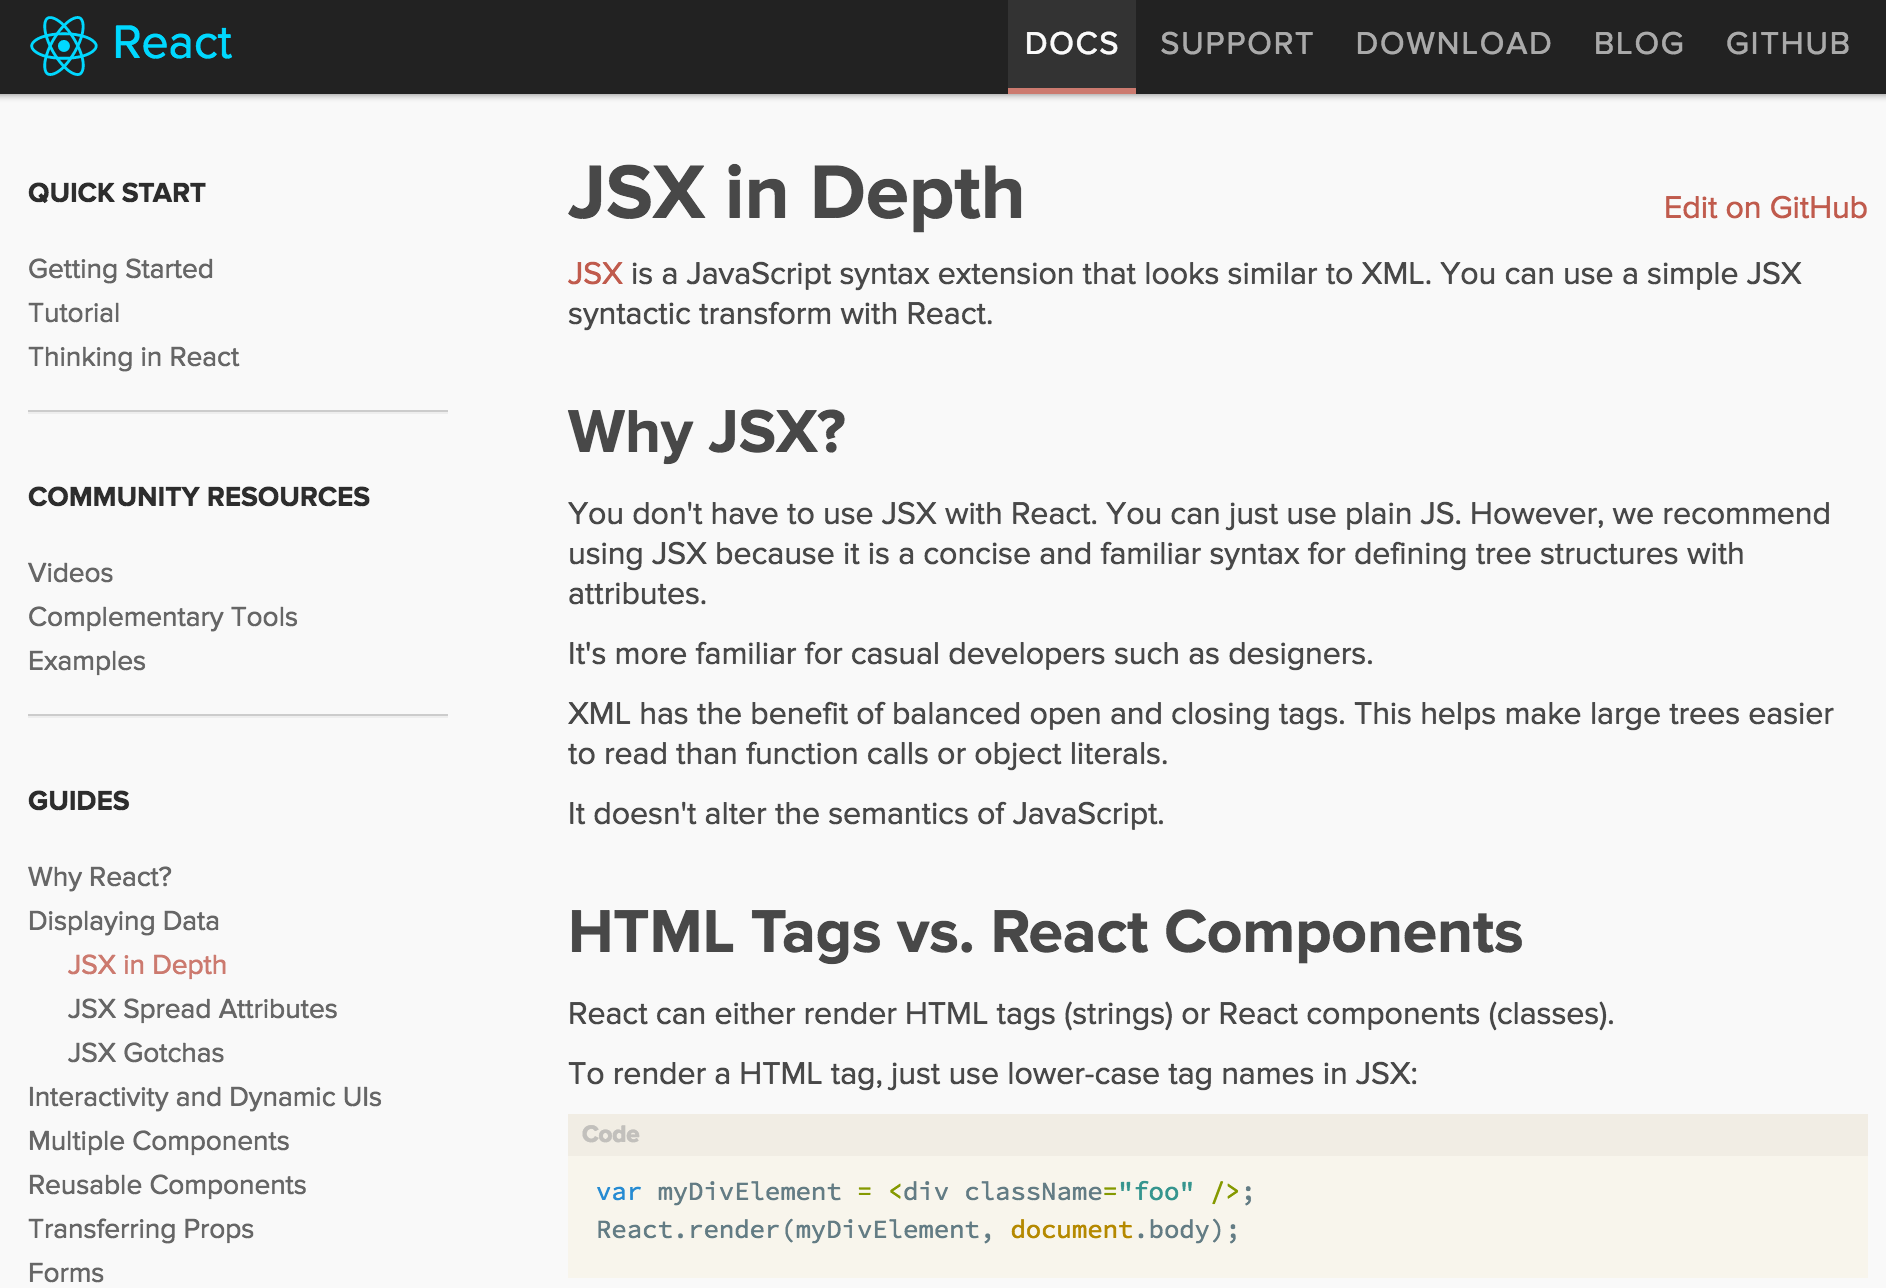 React
DOCS SUPPORT DOWNLOAD BLOG GITHUB
QUICK START
Getting Started
Tutorial
Thinking in React
COMMUNITY RESOURCES
Videos
Complementary Tools
Examples
GUIDES
Why React?
Displaying Data
JSX in Depth
JSX Spread Attributes
JSX Gotchas
Interactivity and Dynamic UIs
Multiple Components
Reusable Components
Transferring Props
Forms
JSX in Depth
Edit on GitHub
JSX is a JavaScript syntax extension that looks similar to XML. You can use a simple JSX
syntactic transform with React.
Why JSX?
You don't have to use JSX with React. You can just use plain JS. However, we recommend
using JSX because it is a concise and familiar syntax for defining tree structures with
attributes.
It's more familiar for casual developers such as designers.
XML has the benefit of balanced open and closing tags. This helps make large trees easier
to read than function calls or object literals.
It doesn't alter the semantics of JavaScript.
HTML Tags vs. React Components
React can either render HTML tags (strings) or React components (classes).
To render a HTML tag, just use lower-case tag names in JSX:
Code
var myDivElement = <div className="foo" />;
React.render(myDivElement, document.body);